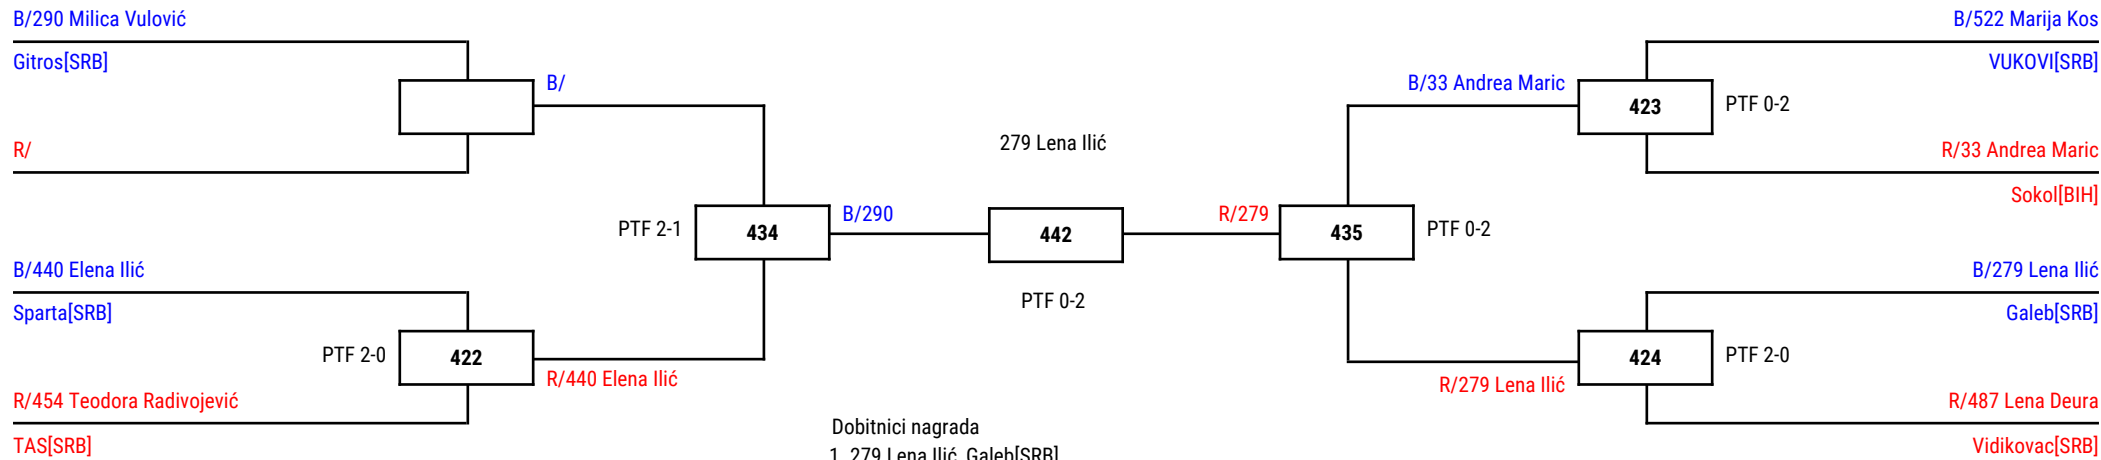 B/290 Milica Vulović
Gitros[SRB]
B/
R/
B/440 Elena Ilić
Sparta[SRB]
PTF 2-0
422
R/440 Elena Ilić
R/454 Teodora Radivojević
TAS[SRB]
PTF 2-1
434
B/290
279 Lena Ilić
442
PTF 0-2
R/279
435
PTF 0-2
B/522 Marija Kos
VUKOVI[SRB]
B/33 Andrea Maric
423
PTF 0-2
R/33 Andrea Maric
Sokol[BIH]
B/279 Lena Ilić
Galeb[SRB]
424
PTF 2-0
R/279 Lena Ilić
R/487 Lena Deura
Vidikovac[SRB]
Dobitnici nagrada
1. 279 Lena Ilić, Galeb[SRB]